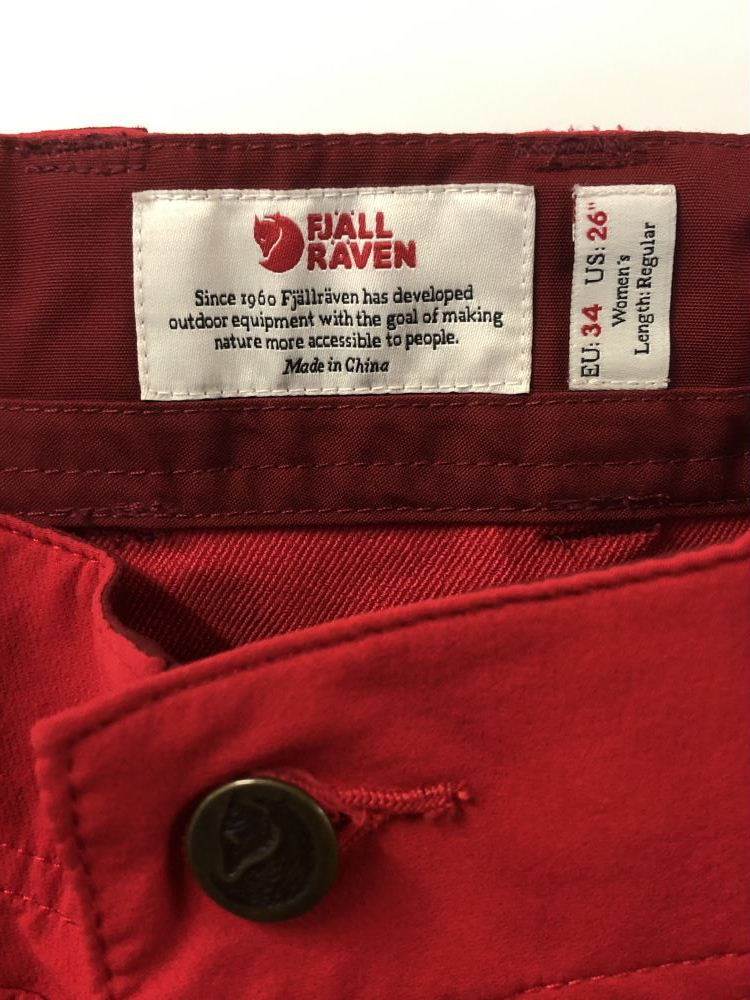 FJÄLL
RÄVEN
Since 1960 Fjällräven has developed
outdoor equipment with the goal of making
nature more accessible to people.
Made in China
EU: 34 US: 26"
Women's
Length: Regular